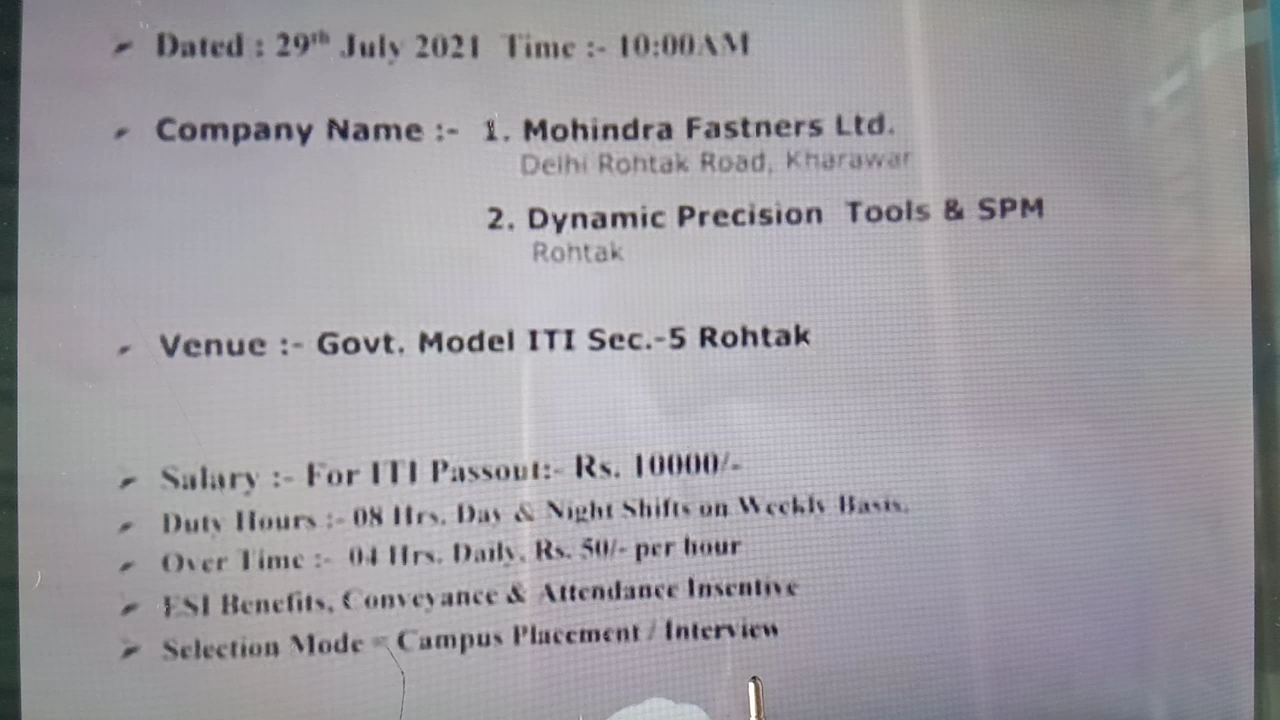 Dated : 29th July 2021 Time :- 10:00AM
Company Name :- 1. Mohindra Fastners Ltd.
Delhi Rohtak Road, Kharawar
2. Dynamic Precision Tools & SPM
Rohtak
Venue :- Govt. Model ITI Sec.-5 Rohtak
Salary :- For ITI Passout:- Rs. 10000/-
Duty Hours :- 08 Hrs. Day & Night Shifts on Weekly Basis.
Over Time :- 04 Hrs. Daily, Rs. 50/- per hour
ESI Benefits, Conveyance & Attendance Insentive
Selection Mode = Campus Placement / Interview